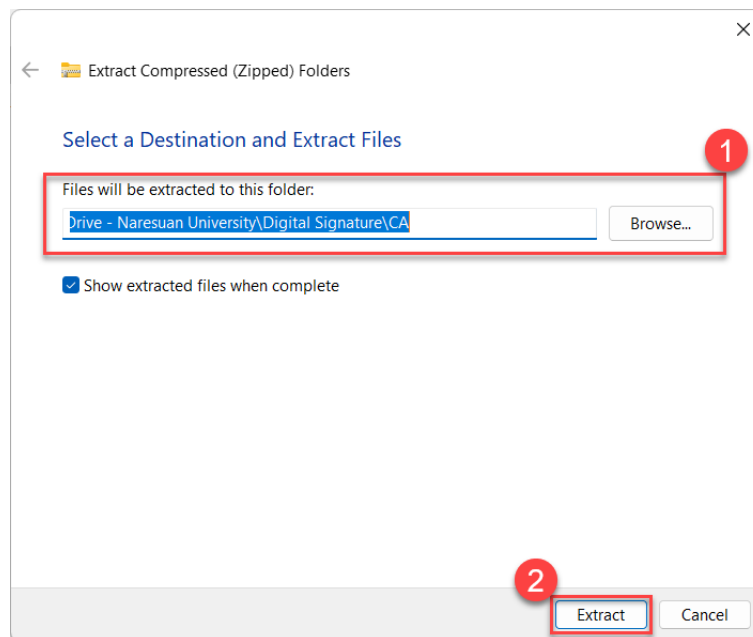 Extract Compressed (Zipped) Folders
Select a Destination and Extract Files
1
Files will be extracted to this folder:
Drive - Naresuan University\Digital Signature\CA
Browse...
Show extracted files when complete
2
Extract
Cancel